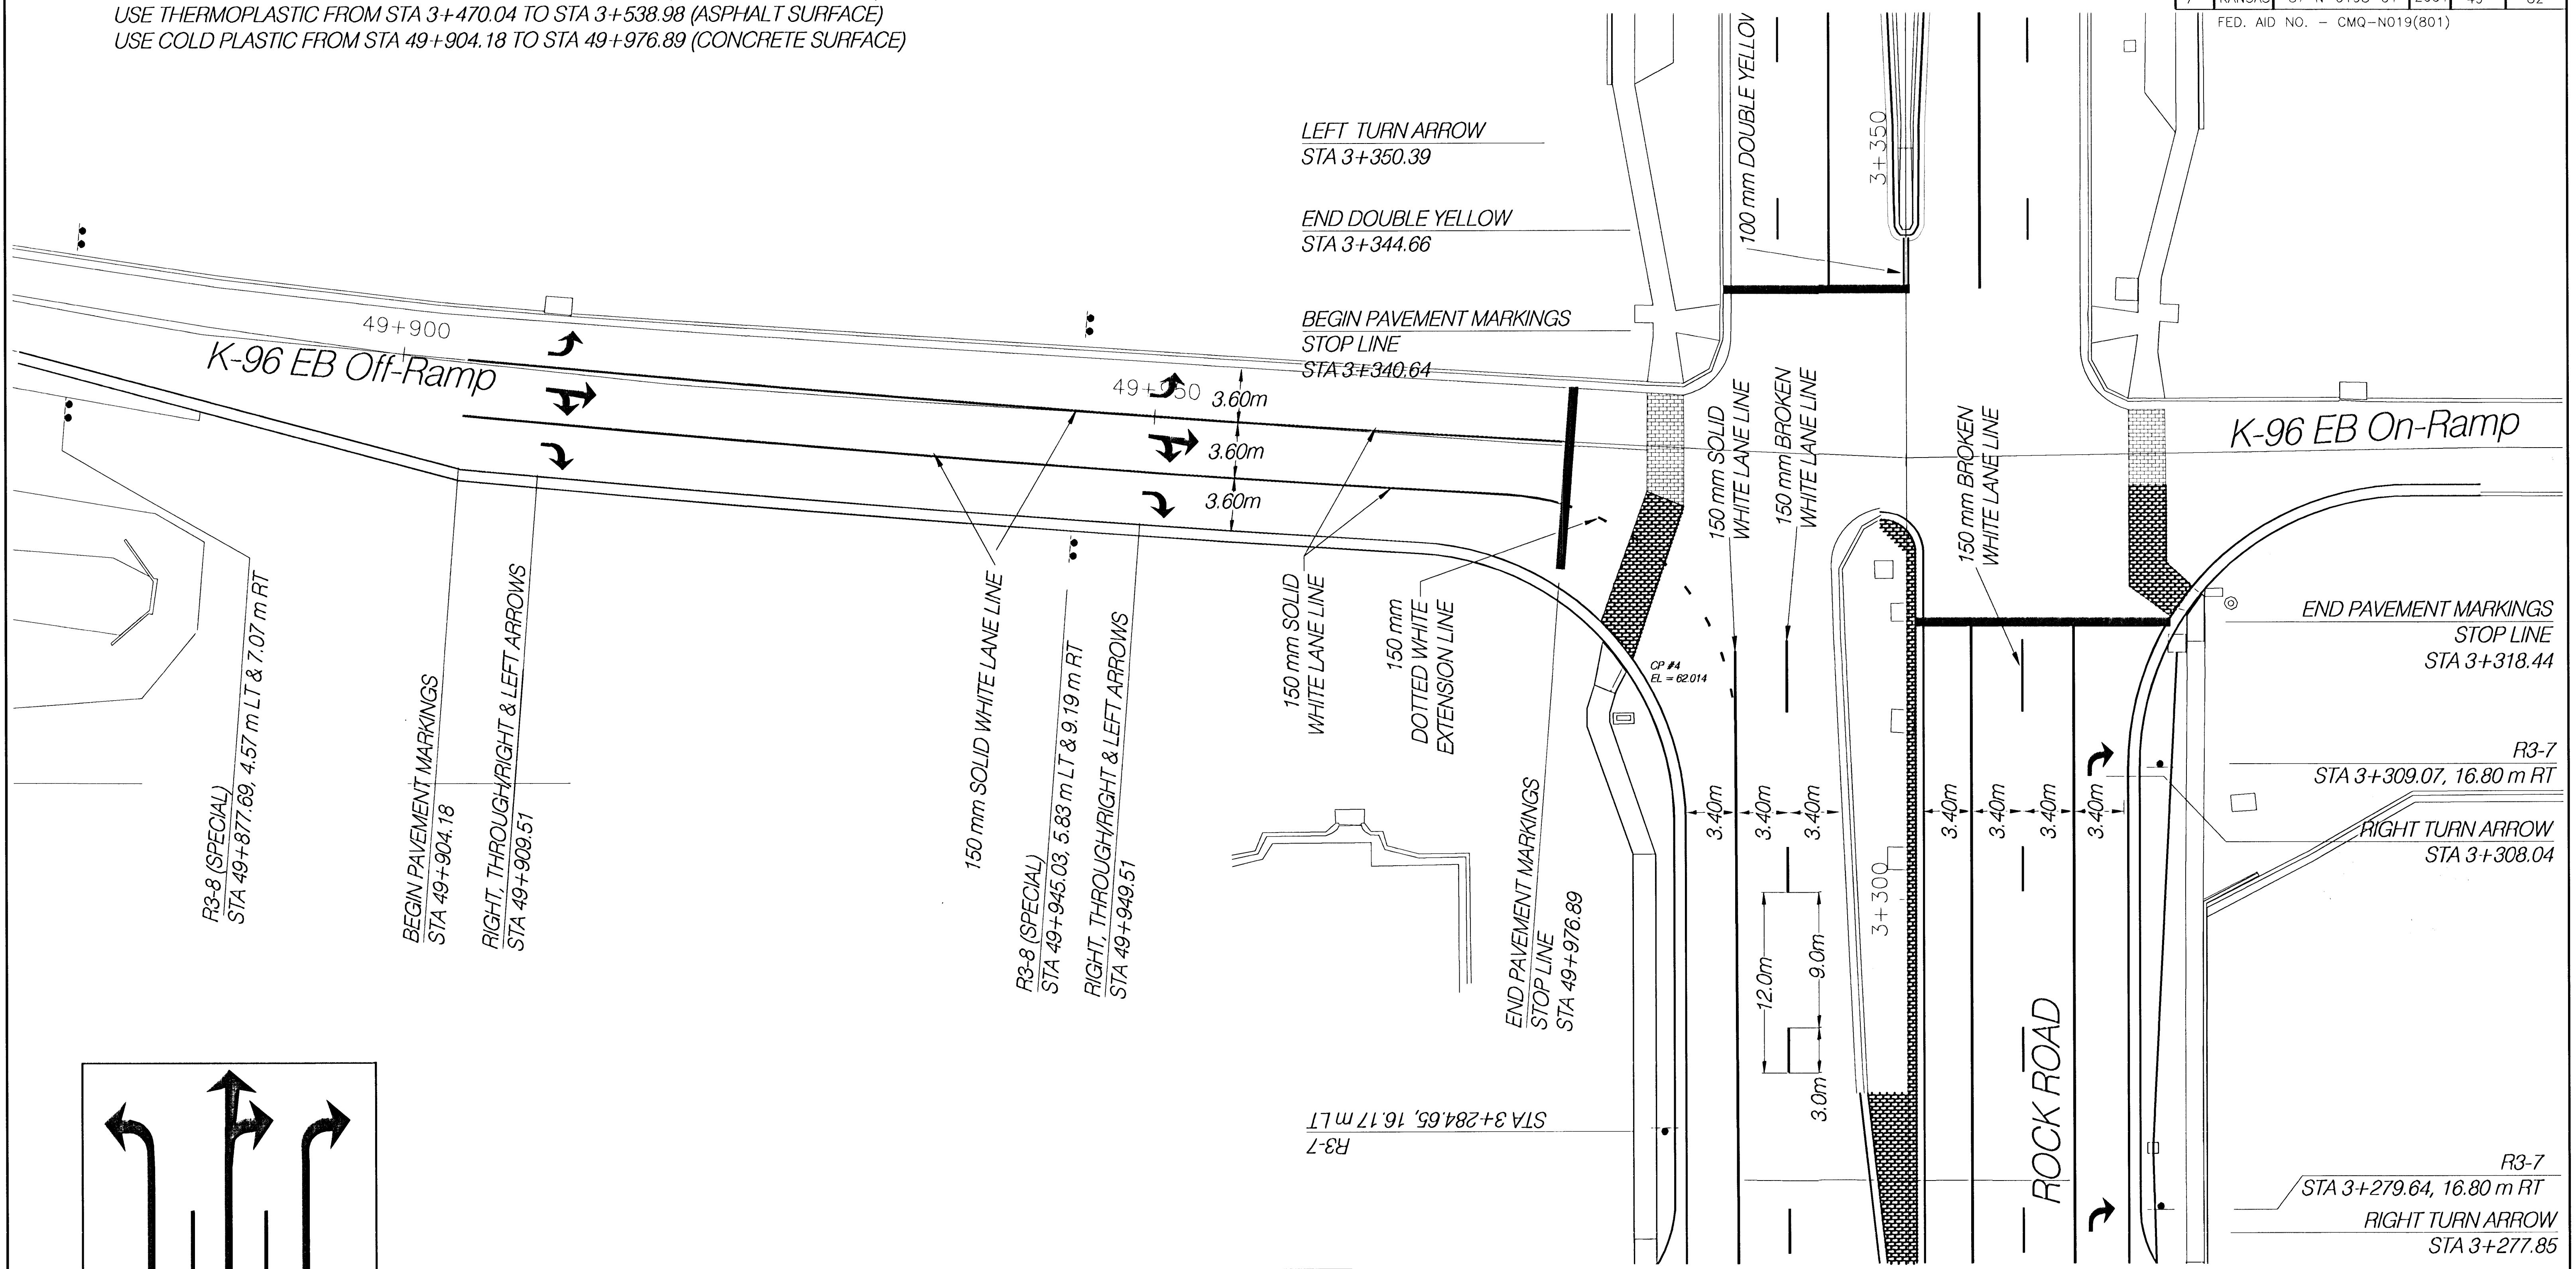 USE THERMOPLASTIC FROM STA 3+470.04 TO STA 3+538.98 (ASPHALT SURFACE)
USE COLD PLASTIC FROM STA 49+904.18 TO STA 49+976.89 (CONCRETE SURFACE)
KANSAS
FED. AID NO. - CMQ-N019(801)
LEFT TURN ARROW
STA 3+350.39
END DOUBLE YELLOW
STA 3+344.66
BEGIN PAVEMENT MARKINGS
STOP LINE
STA 3+340.64
100 mm DOUBLE YELLOW
3+350
49+900
K-96 EB Off-Ramp
49+950
3.60m
3.60m
3.60m
K-96 EB On-Ramp
150 mm SOLID
WHITE LANE LINE
150 mm BROKEN
WHITE LANE LINE
150 mm BROKEN
WHITE LANE LINE
R3-8 (SPECIAL)
STA 49+877.69, 4.57 m LT & 7.07 m RT
BEGIN PAVEMENT MARKINGS
STA 49+904.18
RIGHT, THROUGH/RIGHT & LEFT ARROWS
STA 49+909.51
150 mm SOLID WHITE LANE LINE
R3-8 (SPECIAL)
STA 49+945.03, 5.83 m LT & 9.19 m RT
RIGHT, THROUGH/RIGHT & LEFT ARROWS
STA 49+949.51
150 mm SOLID
WHITE LANE LINE
150 mm
DOTTED WHITE
EXTENSION LINE
END PAVEMENT MARKINGS
STOP LINE
STA 49+976.89
CP #4
EL = 62.014
END PAVEMENT MARKINGS
STOP LINE
STA 3+318.44
R3-7
STA 3+309.07, 16.80 m RT
RIGHT TURN ARROW
STA 3+308.04
3.40m
3.40m
3.40m
3.40m
3.40m
3.40m
3.40m
3+300
12.0m
9.0m
3.0m
ROCK ROAD
R3-7
STA 3+284.65, 16.17 m LT
R3-7
STA 3+279.64, 16.80 m RT
RIGHT TURN ARROW
STA 3+277.85